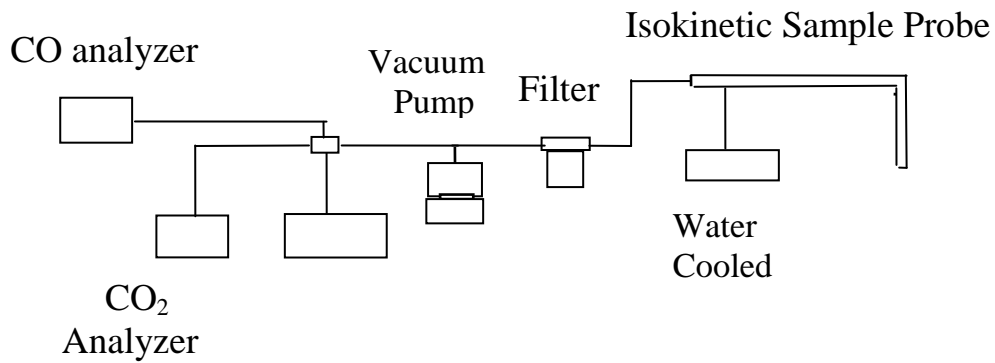 Isokinetic Sample Probe
CO analyzer
Vacuum
Pump
Filter
Water
Cooled
CO₂
Analyzer